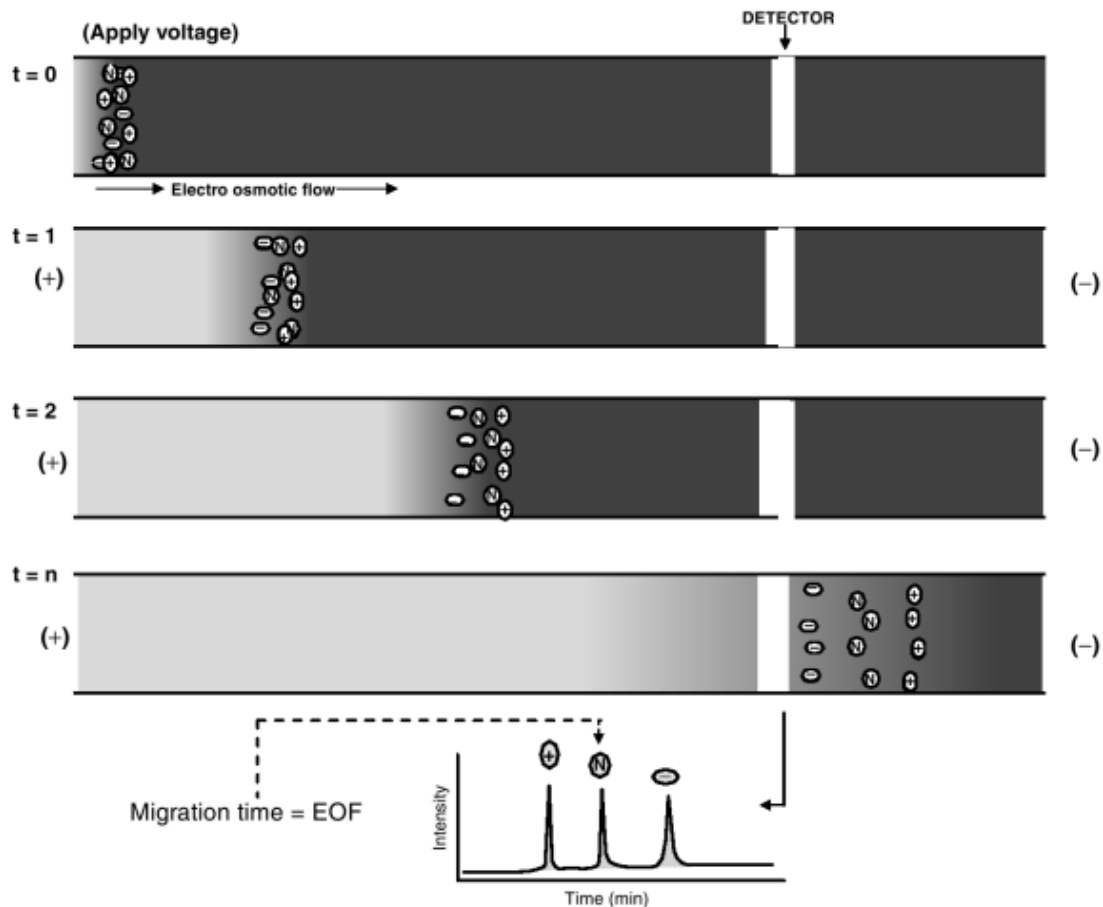 (Apply voltage)
DETECTOR
t = 0
Electro osmotic flow
t = 1
(+)
(−)
t = 2
(+)
(−)
t = n
(+)
(−)
+
N
−
Migration time = EOF
Intensity
Time (min)